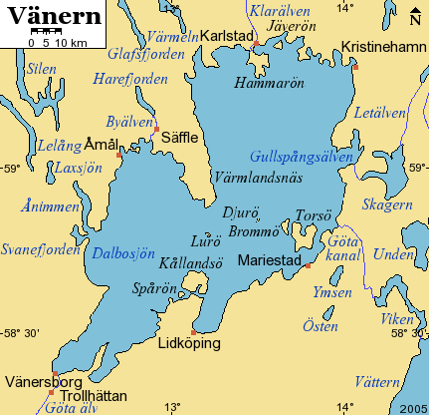 Vänern
0 5 10 km
Klarälven
14°
N
Värmeln
Karlstad
Jäverön
Glafsfjorden
Kristinehamn
Silen
Harefjorden
Hammarön
Byälven
Letälven
Säffle
Lelång
Åmål
Gullspångsälven
59°
59°
Laxsjön
Värmlandsnäs
Ånimmen
Skagern
Djurö
Torsö
Brommö
Svanefjorden
Lurö
Göta
kanal
Dalbosjön
Unden
Kållandsö
Mariestad
Spårön
Ymsen
Viken
Östen
58° 30'
58° 30'
Lidköping
Vänersborg
Vättern
Trollhättan
Göta älv
13°
14°
2005